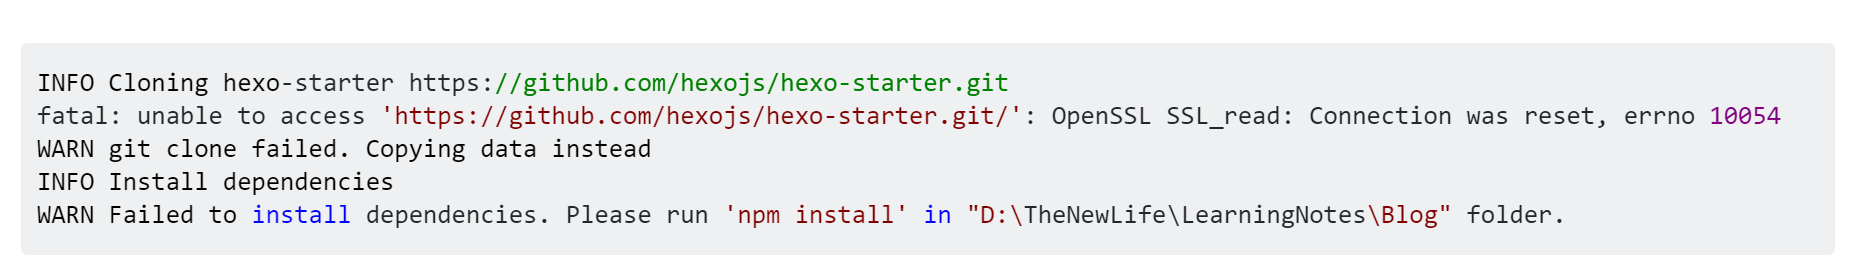 INFO Cloning hexo-starter https://github.com/hexojs/hexo-starter.git
fatal: unable to access 'https://github.com/hexojs/hexo-starter.git/': OpenSSL SSL_read: Connection was reset, errno 10054
WARN git clone failed. Copying data instead
INFO Install dependencies
WARN Failed to install dependencies. Please run 'npm install' in "D:\TheNewLife\LearningNotes\Blog" folder.